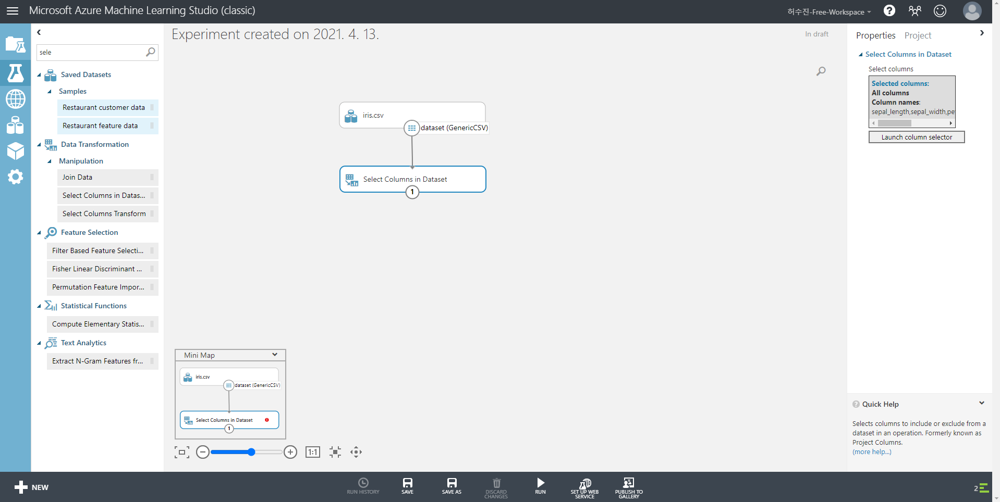 Microsoft Azure Machine Learning Studio (classic)
허수진-Free-Workspace
?
sele
Saved Datasets
Samples
Restaurant customer data
Restaurant feature data
Data Transformation
Manipulation
Join Data
Select Columns in Datas...
Select Columns Transform
Feature Selection
Filter Based Feature Selecti...
Fisher Linear Discriminant ...
Permutation Feature Impor...
Statistical Functions
Compute Elementary Statis...
Text Analytics
Extract N-Gram Features fr...
Experiment created on 2021. 4. 13.
In draft
iris.csv
dataset (GenericCSV)
Select Columns in Dataset
1
Mini Map
iris.csv
dataset (GenericCSV)
Select Columns in Dataset
1
1:1
Properties
Project
Select Columns in Dataset
Select columns
Selected columns:
All columns
Column names:
sepal_length,sepal_width,pe
Launch column selector
? Quick Help
Selects columns to include or exclude from a
dataset in an operation. Formerly known as
Project Columns.
(more help...)
NEW
RUN HISTORY
SAVE
SAVE AS
DISCARD
CHANGES
RUN
SET UP WEB
SERVICE
PUBLISH TO
GALLERY
2